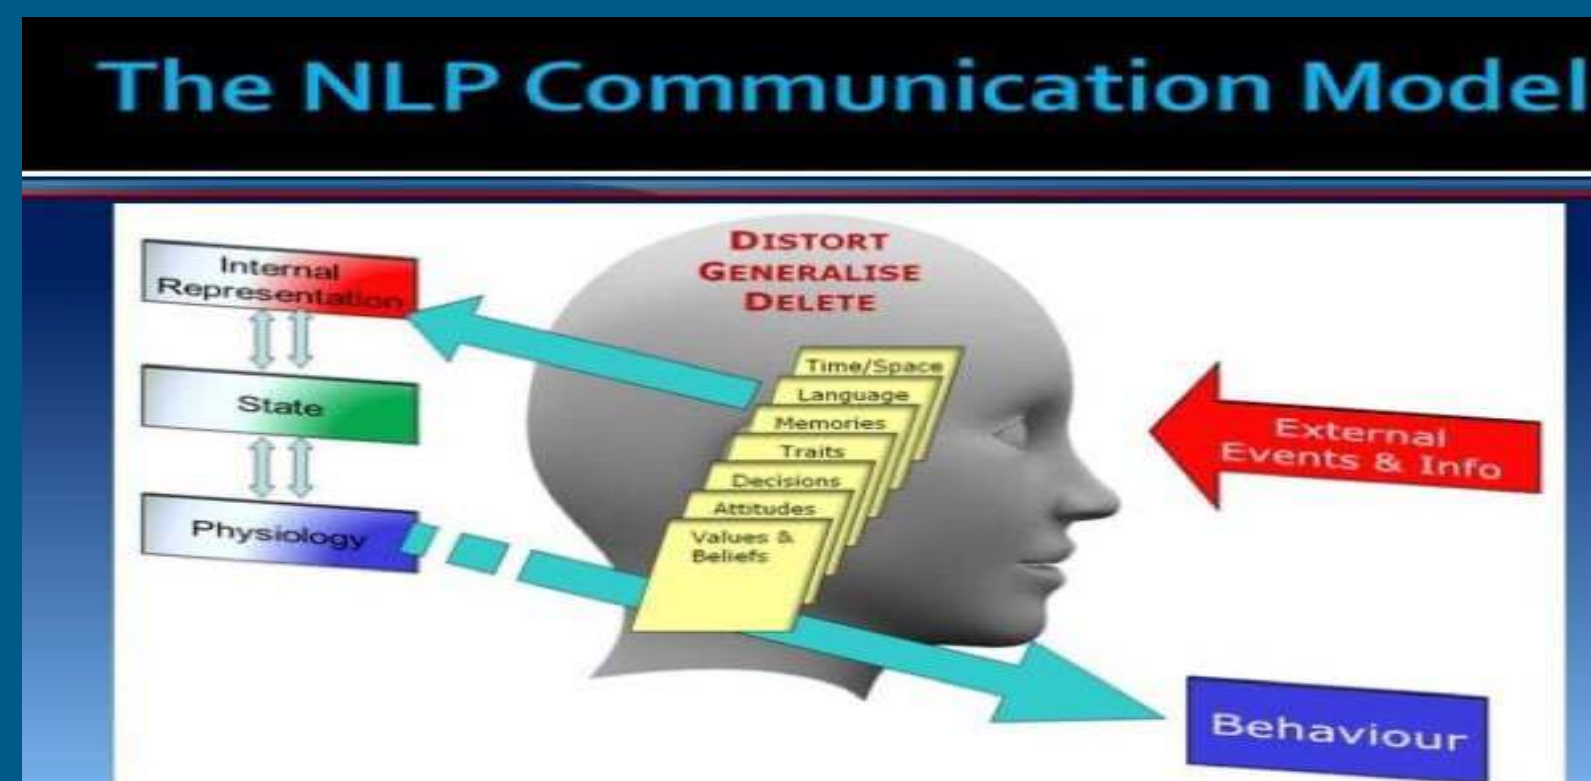 The NLP Communication Model
DISTORT
GENERALISE
DELETE
Internal
Representation
State
Physiology
Time/Space
Language
Memories
Traits
Decisions
Attitudes
Values &
Beliefs
External
Events & Info
Behaviour